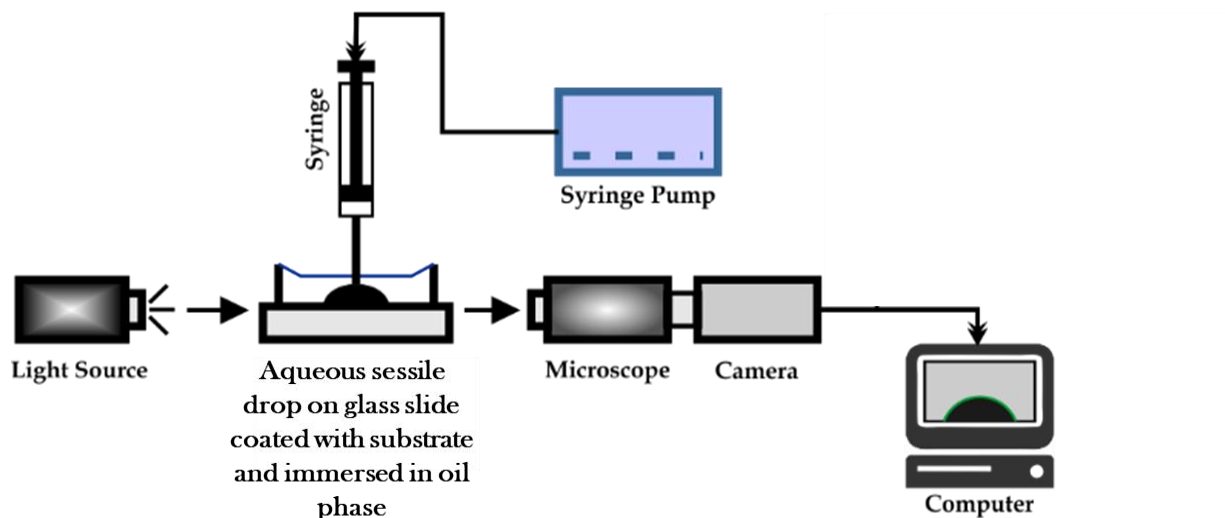 Syringe
Syringe Pump
Light Source
Aqueous sessile
drop on glass slide
coated with substrate
and immersed in oil
phase
Microscope
Camera
Computer